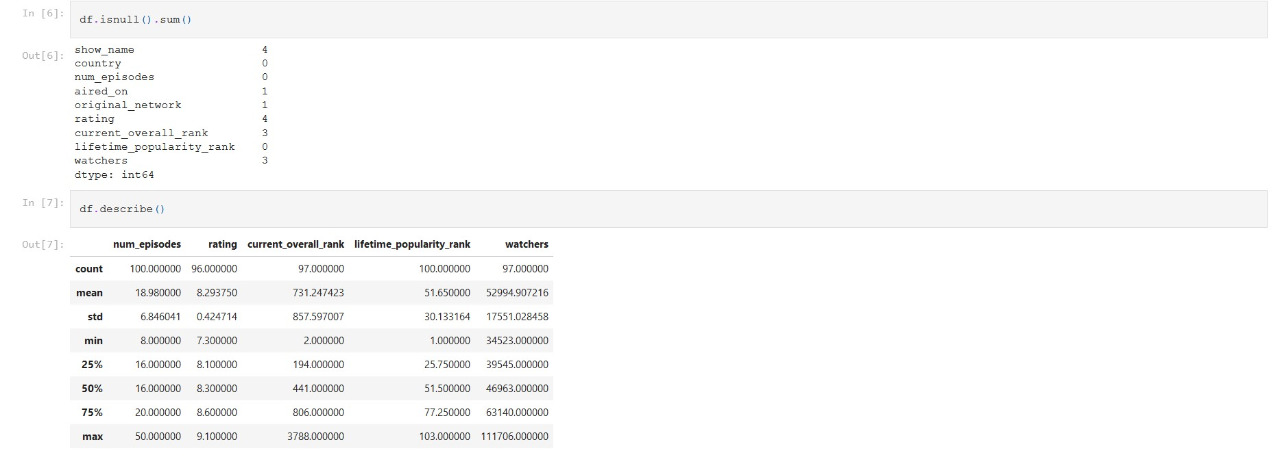 In [6]: df.isnull().sum()
Out[6]: show_name 4
country 0
num_episodes 0
aired_on 1
original_network 1
rating 4
current_overall_rank 3
lifetime_popularity_rank 0
watchers 3
dtype: int64
In [7]: df.describe()
Out[7]: num_episodes rating current_overall_rank lifetime_popularity_rank watchers
count 100.000000 96.000000 97.000000 100.000000 97.000000
mean 18.980000 8.293750 731.247423 51.650000 52994.907216
std 6.846041 0.424714 857.597007 30.133164 17551.028458
min 8.000000 7.300000 2.000000 1.000000 34523.000000
25% 16.000000 8.100000 194.000000 25.750000 39545.000000
50% 16.000000 8.300000 441.000000 51.500000 46963.000000
75% 20.000000 8.600000 806.000000 77.250000 63140.000000
max 50.000000 9.100000 3788.000000 103.000000 111706.000000